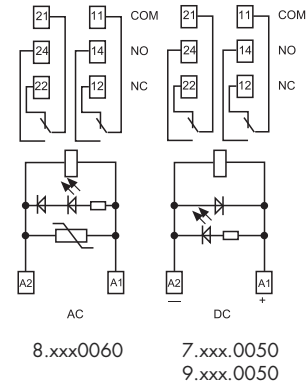 21 11 COM 21 11 COM
24 14 NO 24 14 NO
22 12 NC 22 12 NC
A2 A1 A2 A1
— +
AC DC
8.xxx0060 7.xxx.0050
9.xxx.0050